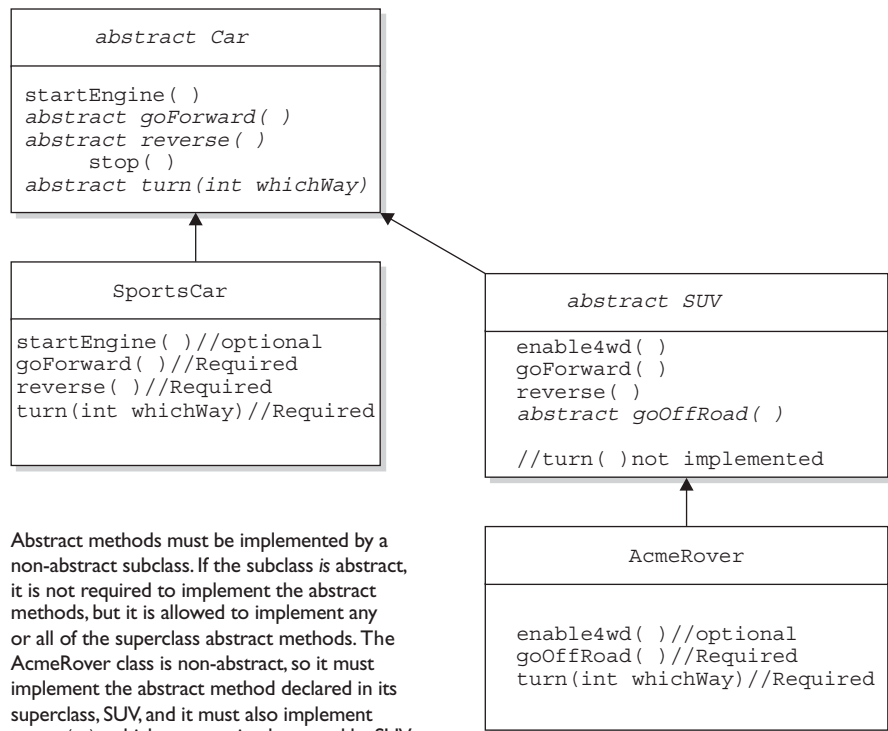 abstract Car
startEngine( )
abstract goForward( )
abstract reverse( )
stop( )
abstract turn(int whichWay)
SportsCar
startEngine( )//optional
goForward( )//Required
reverse( )//Required
turn(int whichWay)//Required
abstract SUV
enable4wd( )
goForward( )
reverse( )
abstract goOffRoad( )
//turn( )not implemented
AcmeRover
enable4wd( )//optional
goOffRoad( )//Required
turn(int whichWay)//Required
Abstract methods must be implemented by a
non-abstract subclass. If the subclass is abstract,
it is not required to implement the abstract
methods, but it is allowed to implement any
or all of the superclass abstract methods. The
AcmeRover class is non-abstract, so it must
implement the abstract method declared in its
superclass, SUV, and it must also implement